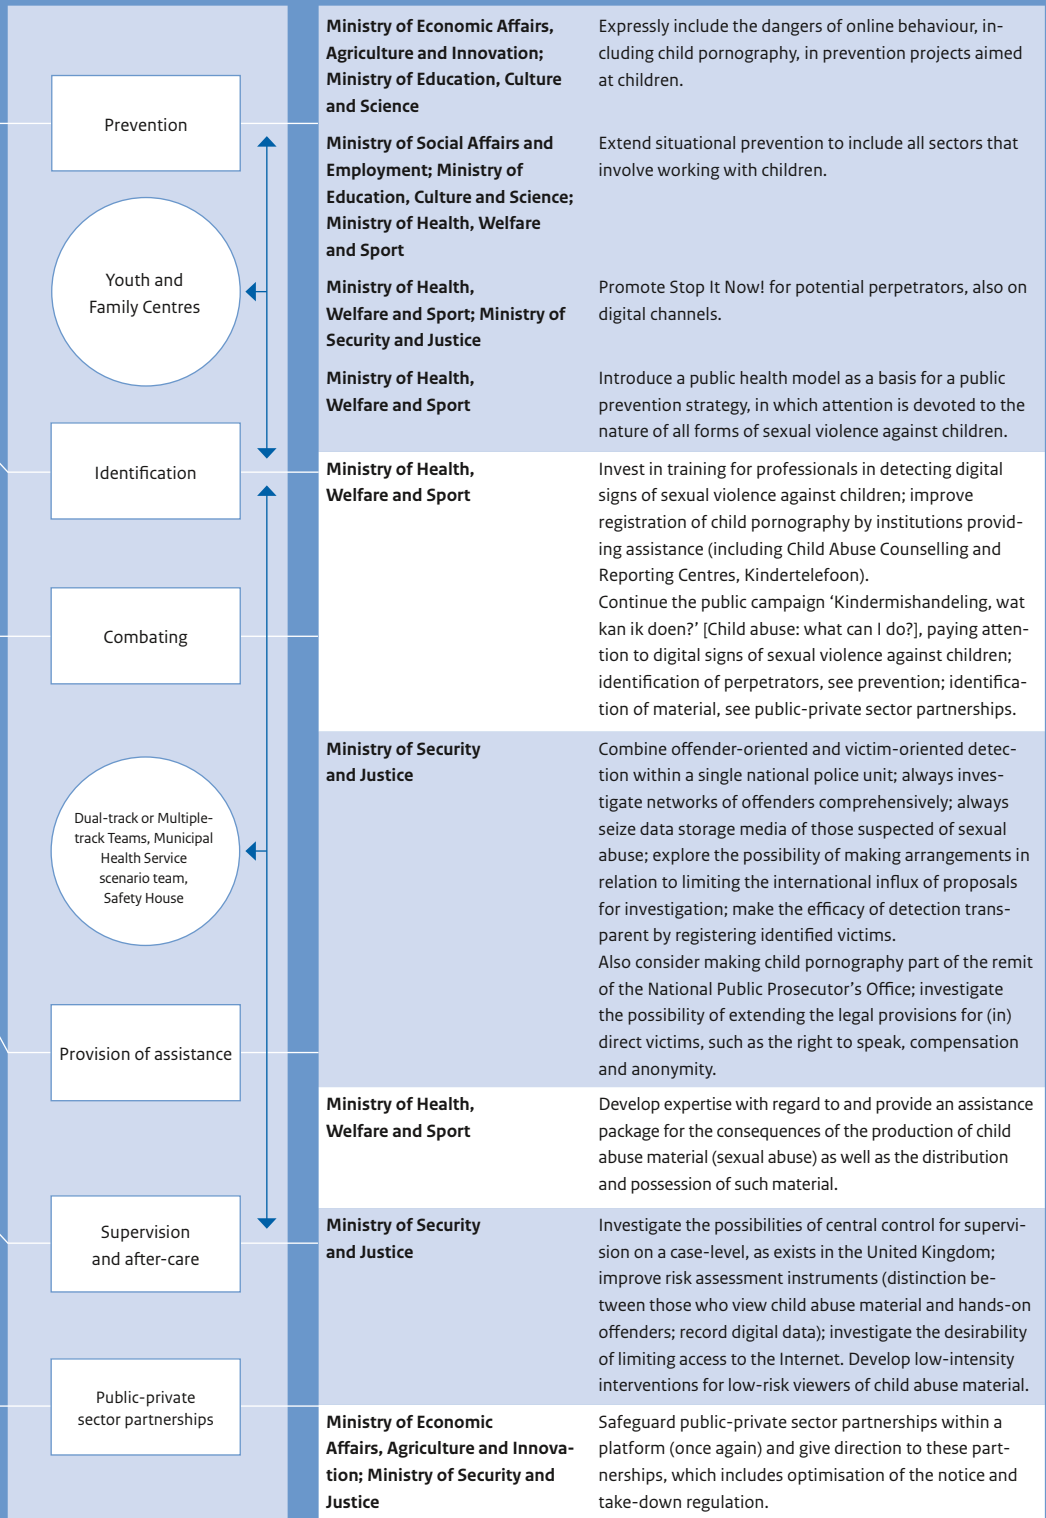 Prevention
Youth and
Family Centres
Identification
Combating
Dual-track or Multiple-
track Teams, Municipal
Health Service
scenario team,
Safety House
Provision of assistance
Supervision
and after-care
Public-private
sector partnerships
Ministry of Economic Affairs,
Agriculture and Innovation;
Ministry of Education, Culture
and Science
Expressly include the dangers of online behaviour, in-
cluding child pornography, in prevention projects aimed
at children.
Ministry of Social Affairs and
Employment; Ministry of
Education, Culture and Science;
Ministry of Health, Welfare
and Sport
Extend situational prevention to include all sectors that
involve working with children.
Ministry of Health,
Welfare and Sport; Ministry of
Security and Justice
Promote Stop It Now! for potential perpetrators, also on
digital channels.
Ministry of Health,
Welfare and Sport
Introduce a public health model as a basis for a public
prevention strategy, in which attention is devoted to the
nature of all forms of sexual violence against children.
Ministry of Health,
Welfare and Sport
Invest in training for professionals in detecting digital
signs of sexual violence against children; improve
registration of child pornography by institutions provid-
ing assistance (including Child Abuse Counselling and
Reporting Centres, Kindertelefoon).
Continue the public campaign ‘Kindermishandeling, wat
kan ik doen?’ [Child abuse: what can I do?], paying atten-
tion to digital signs of sexual violence against children;
identification of perpetrators, see prevention; identifica-
tion of material, see public-private sector partnerships.
Ministry of Security
and Justice
Combine offender-oriented and victim-oriented detec-
tion within a single national police unit; always inves-
tigate networks of offenders comprehensively; always
seize data storage media of those suspected of sexual
abuse; explore the possibility of making arrangements in
relation to limiting the international influx of proposals
for investigation; make the efficacy of detection trans-
parent by registering identified victims.
Also consider making child pornography part of the remit
of the National Public Prosecutor’s Office; investigate
the possibility of extending the legal provisions for (in)
direct victims, such as the right to speak, compensation
and anonymity.
Ministry of Health,
Welfare and Sport
Develop expertise with regard to and provide an assistance
package for the consequences of the production of child
abuse material (sexual abuse) as well as the distribution
and possession of such material.
Ministry of Security
and Justice
Investigate the possibilities of central control for supervi-
sion on a case-level, as exists in the United Kingdom;
improve risk assessment instruments (distinction be-
tween those who view child abuse material and hands-on
offenders; record digital data); investigate the desirability
of limiting access to the Internet. Develop low-intensity
interventions for low-risk viewers of child abuse material.
Ministry of Economic
Affairs, Agriculture and Innova-
tion; Ministry of Security and
Justice
Safeguard public-private sector partnerships within a
platform (once again) and give direction to these part-
nerships, which includes optimisation of the notice and
take-down regulation.